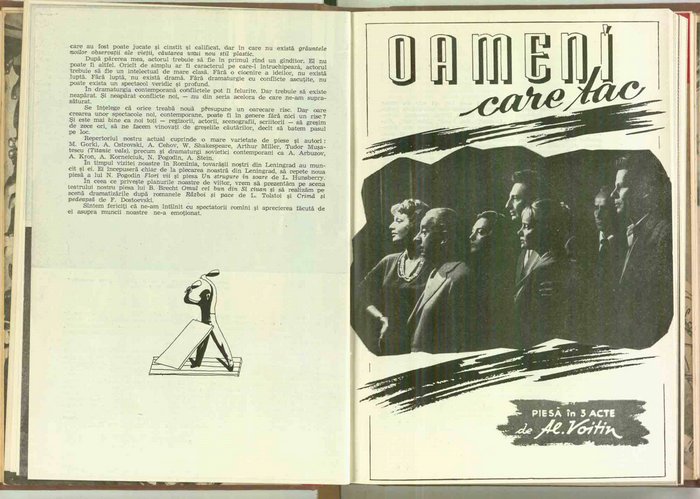 care au fost poate jucate și cinstit și calificat, dar în care nu există grăuntele
noilor observații ale vieții, căutarea unui nou stil plastic.
După părerea mea, actorul trebuie să fie în primul rînd un gînditor. El nu
poate fi altfel. Oricît de simplu ar fi caracterul pe care-l întruchipează, actorul
trebuie să fie un intelectual de mare clasă. Fără o ciocnire a ideilor, nu există
luptă. Fără luptă, nu există dramă. Fără dramaturgie cu conflicte ascuțite, nu
poate exista un spectacol veridic și profund.
În dramaturgia contemporană conflictele pot fi felurite. Dar trebuie să existe
neapărat. Și neapărat conflicte noi, — nu din seria acelora de care ne-am supra-
săturat.
Se înțelege că orice treabă nouă presupune un oarecare risc. Dar oare
crearea unor spectacole noi, contemporane, poate fi în genere fără nici un risc?
Și este mai bine ca noi toți — regizori, actorii, scenografii, scriitorii — să greșim
de zece ori, să ne facem vinovați de greșelile căutărilor, decît să batem pasul
pe loc.
Repertoriul nostru actual cuprinde o mare varietate de piese și autori:
M. Gorki, A. Ostrovski, A. Cehov, W. Shakespeare, Arthur Miller, Tudor Mușa-
tescu (Titanic vals), precum și dramaturgi sovietici contemporani ca A. Arbuzov,
A. Kron, A. Korneiciuk, N. Pogodin, A. Stein.
În timpul vizitei noastre în Romînia, tovarășii noștri din Leningrad au mun-
cit și ei. El începuseră chiar de la plecarea noastră din Leningrad, să repete noua
piesă a lui N. Pogodin Flori vii și piesa Un strugure în soare de L. Hunsberry.
În ceea ce privește planurile noastre de viitor, vrem să prezentăm pe scena
teatrului nostru piesa lui B. Brecht Omul cel bun din Sî ciuan și să realizăm pe
scenă dramatizările după romanele Război și pace de L. Tolstoi și Crimă și
pedeapsă de F. Dostoevski.
Sîntem fericiți că ne-am întîlnit cu spectatorii romîni și aprecierea făcută de
ei asupra muncii noastre ne-a emoționat.
OAMENI
care tac
PIESĂ în 3 ACTE
de Al. Voitin